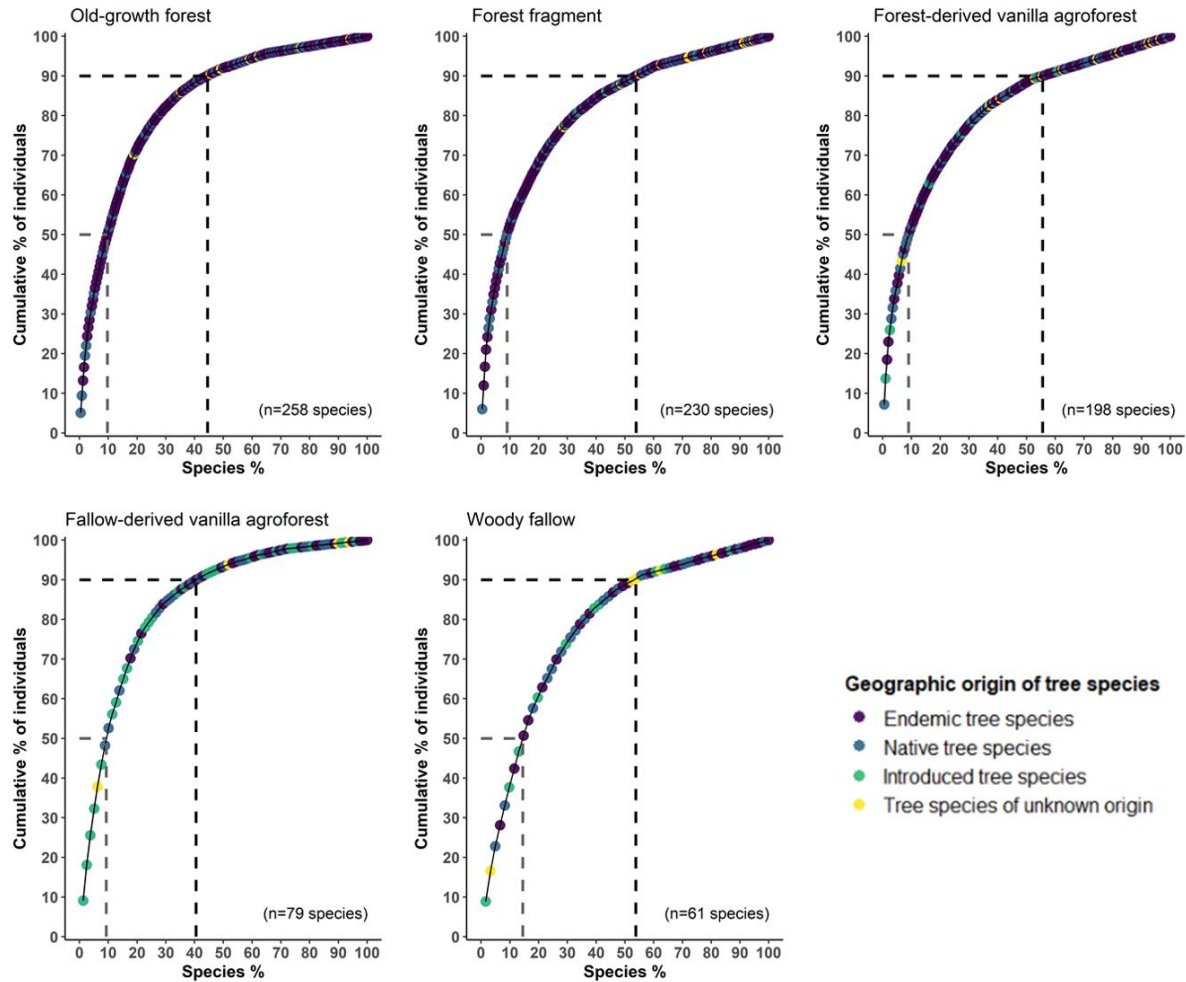 Old-growth forest
Forest fragment
Forest-derived vanilla agroforest
Cumulative % of individuals
100
90
80
70
60
50
40
30
20
10
0
(n=258 species)
0 10 20 30 40 50 60 70 80 90 100
Species %
Cumulative % of individuals
100
90
80
70
60
50
40
30
20
10
0
(n=230 species)
0 10 20 30 40 50 60 70 80 90 100
Species %
Cumulative % of individuals
100
90
80
70
60
50
40
30
20
10
0
(n=198 species)
0 10 20 30 40 50 60 70 80 90 100
Species %
Fallow-derived vanilla agroforest
Woody fallow
Cumulative % of individuals
100
90
80
70
60
50
40
30
20
10
0
(n=79 species)
0 10 20 30 40 50 60 70 80 90 100
Species %
Cumulative % of individuals
100
90
80
70
60
50
40
30
20
10
0
(n=61 species)
0 10 20 30 40 50 60 70 80 90 100
Species %
Geographic origin of tree species
Endemic tree species
Native tree species
Introduced tree species
Tree species of unknown origin